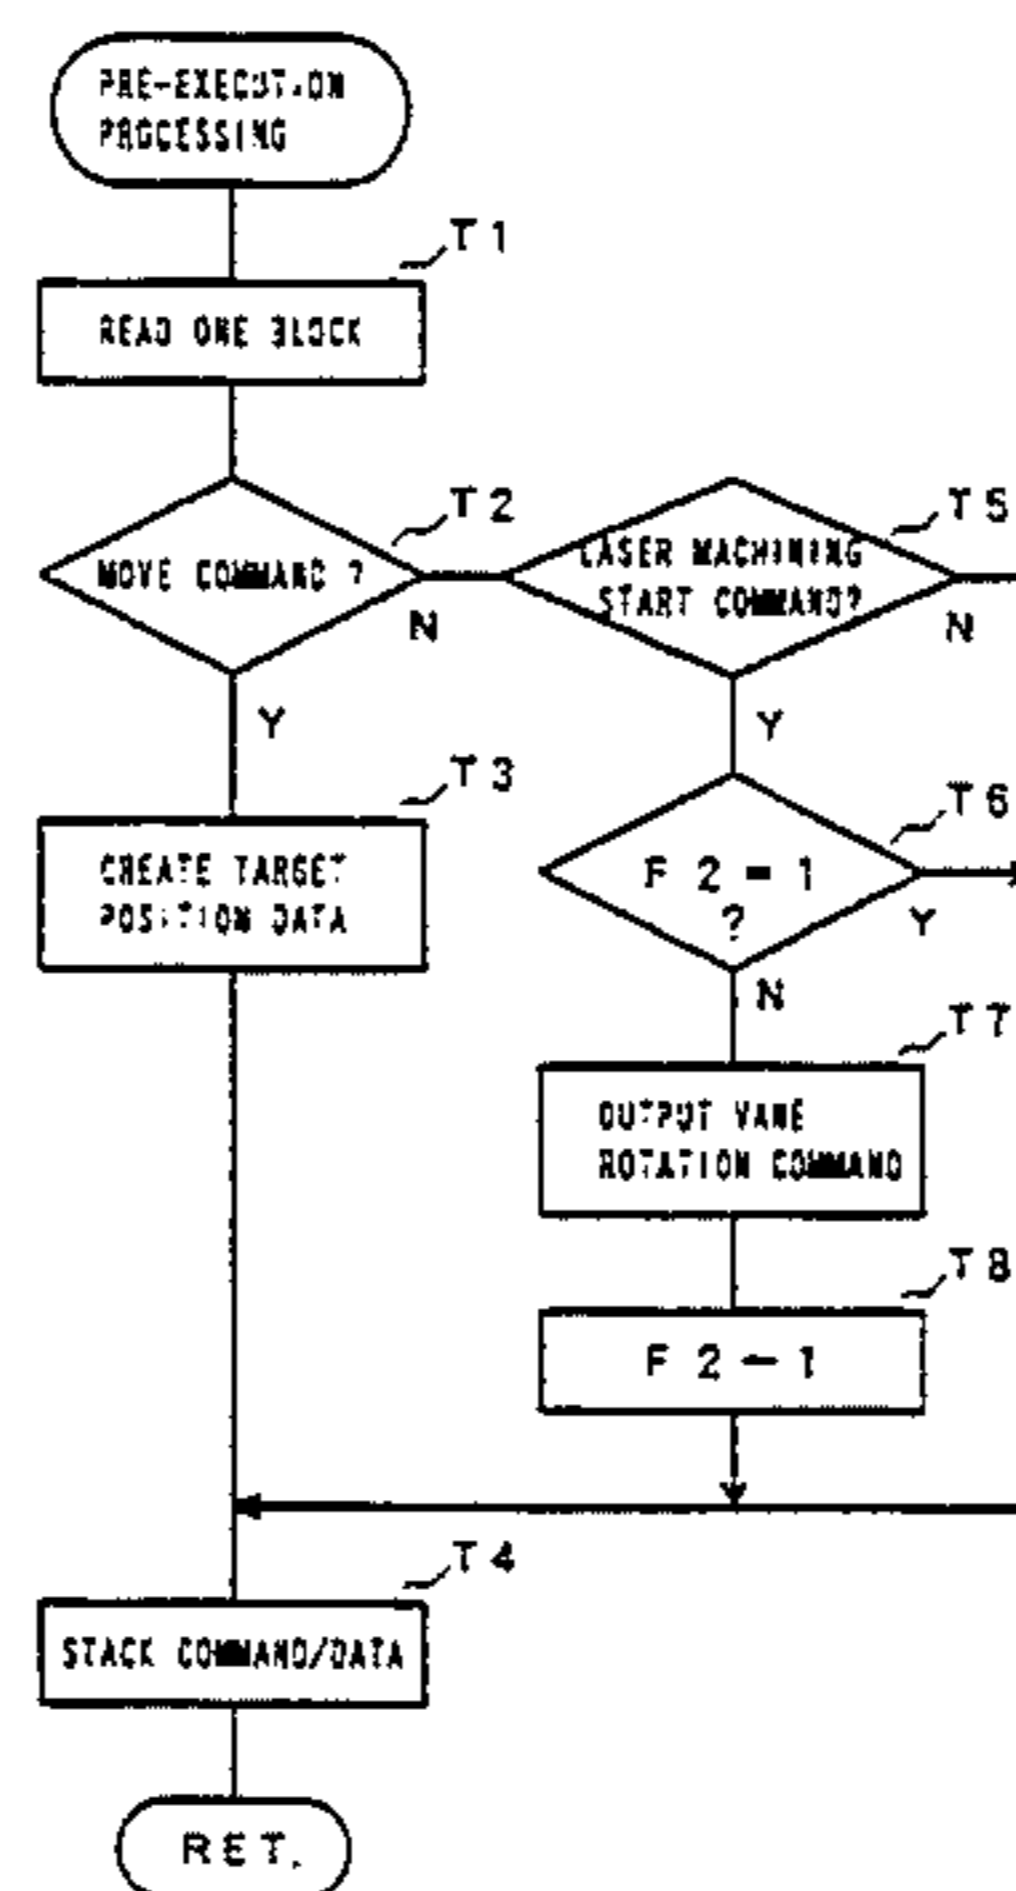 PRE-EXECUTION
PROCESSING
T1
READ ONE BLOCK
T2
MOVE COMMAND ?
N
Y
T5
LASER MACHINING
START COMMAND?
N
Y
T3
CREATE TARGET
POSITION DATA
T6
F 2 = 1
?
Y
N
T7
OUTPUT VANE
ROTATION COMMAND
T8
F 2 ← 1
T4
STACK COMMAND/DATA
RET.